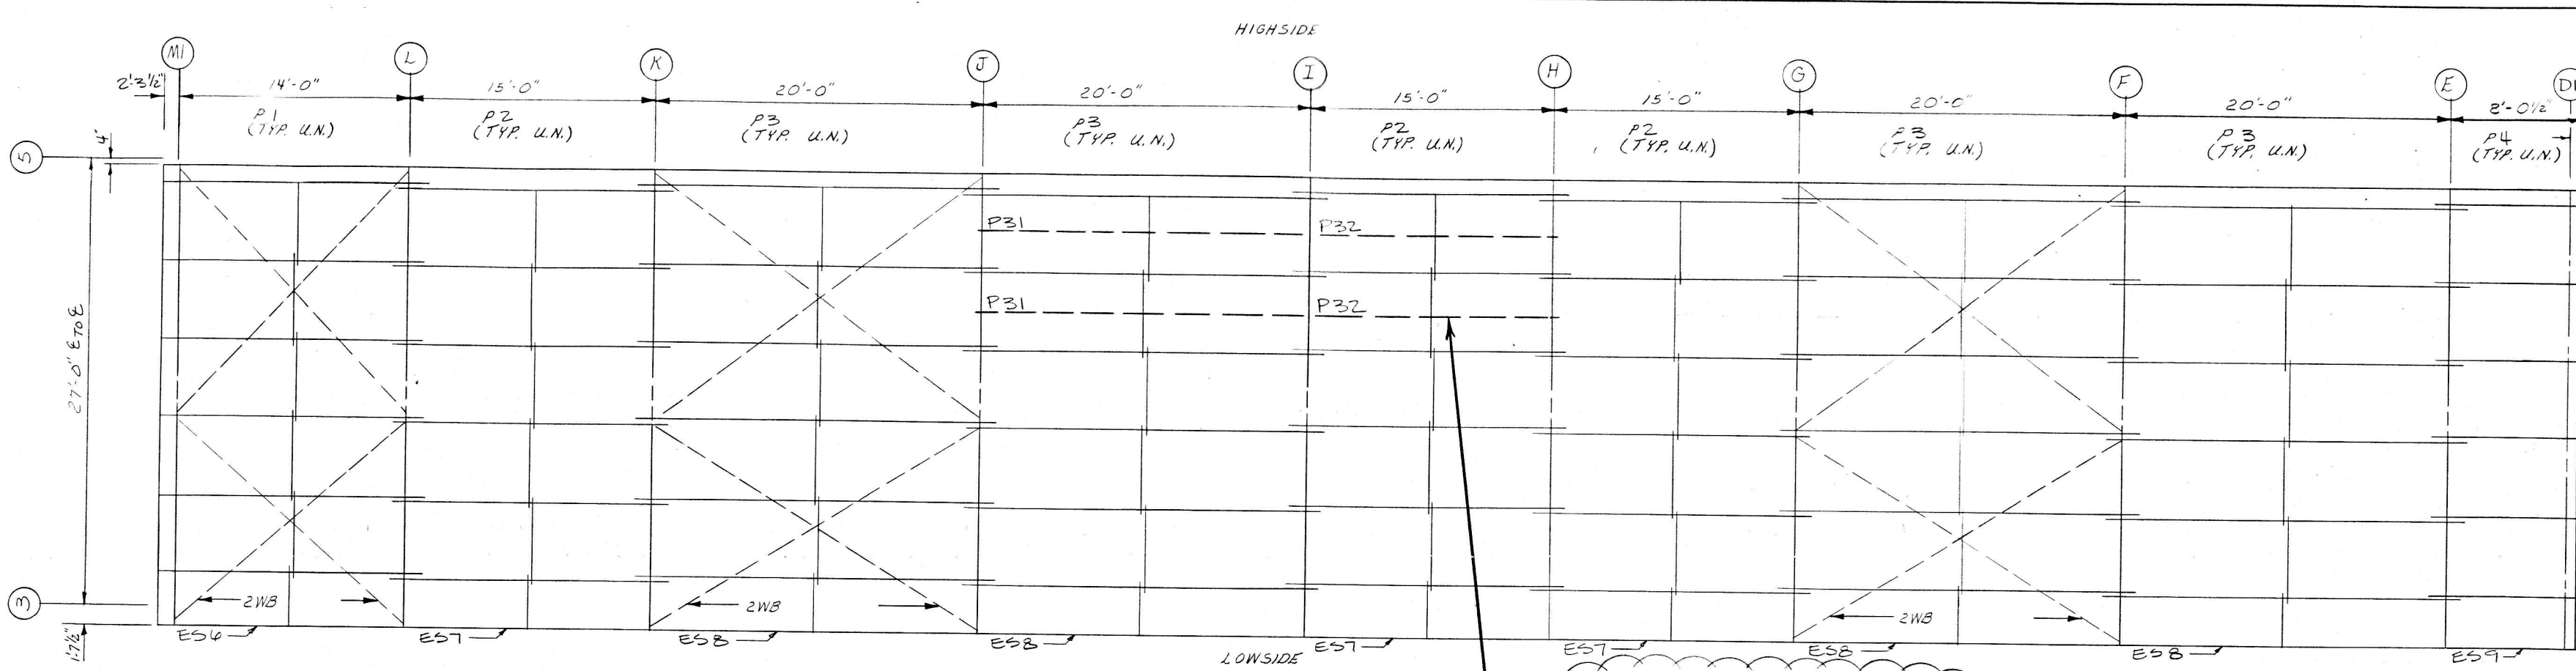 HIGHSIDE
M1 L K J I H G F E D1
2'-3½" 14'-0" 15'-0" 20'-0" 20'-0" 15'-0" 15'-0" 20'-0" 20'-0" 8'-0½"
P1 P2 P3 P3 P2 P2 P3 P3 P4
(TYP. U.N.) (TYP. U.N.) (TYP. U.N.) (TYP. U.N.) (TYP. U.N.) (TYP. U.N.) (TYP. U.N.) (TYP. U.N.) (TYP. U.N.)
4"
5
P31 P32
P31 P32
27'-0" ℄ TO ℄
3
2WB 2WB 2WB
1'-7½"
ES6 ES7 ES8 ES8 ES7 ES7 ES8 ES8 ES9
LOWSIDE